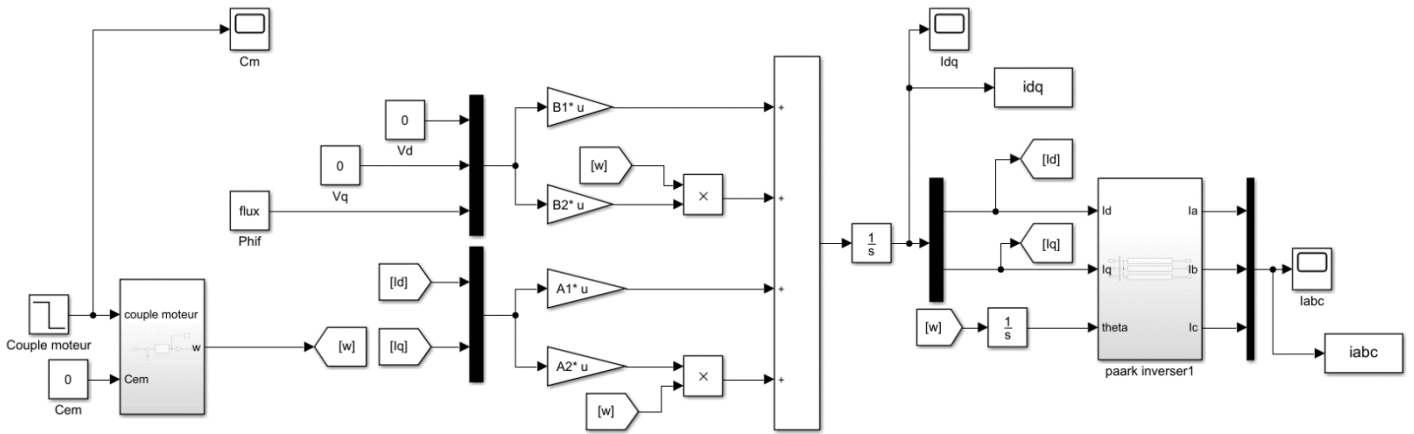 Cm
0
Vd
0
Vq
flux
Phif
B1* u
[w]
×
B2* u
+
+
+
+
[Id]
[Iq]
A1* u
A2* u
×
[w]
Couple moteur
0
Cem
couple moteur
Cem
w
[w]
1
s
Idq
idq
[Id]
[Iq]
[w]
1
s
Id
Iq
theta
Ia
Ib
Ic
paark inverser1
Iabc
iabc